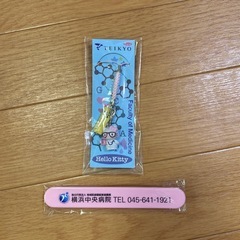 TEIKYO
Faculty of Medicine
Hello Kitty
横浜中央病院 TEL 045-641-1921